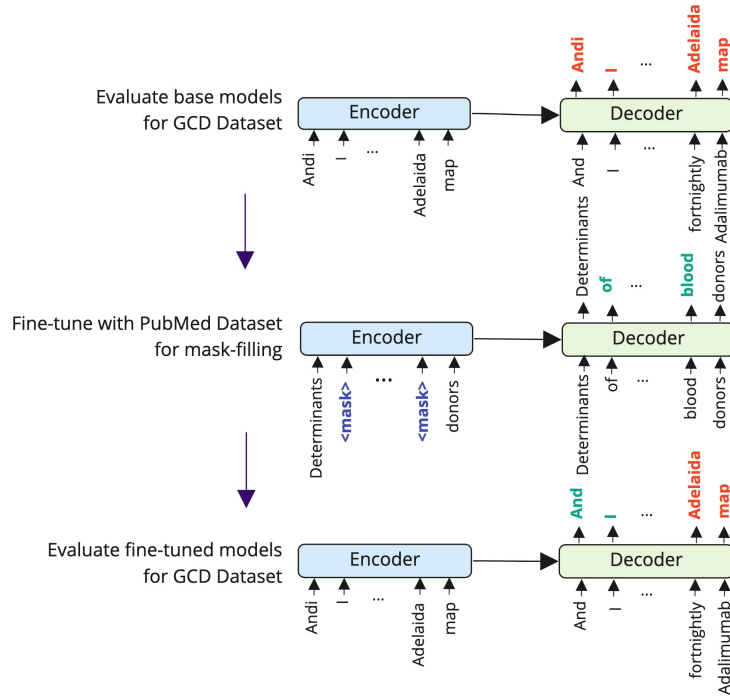 Andi
I
...
Adelaida
map
Evaluate base models
for GCD Dataset
Encoder
Decoder
Andi
I
...
Adelaida
map
And
I
...
fortnightly
Adalimumab
Determinants
of
...
blood
donors
Fine-tune with PubMed Dataset
for mask-filling
Encoder
Decoder
Determinants
<mask>
...
<mask>
donors
Determinants
of
...
blood
donors
And
I
...
Adelaida
map
Evaluate fine-tuned models
for GCD Dataset
Encoder
Decoder
Andi
I
...
Adelaida
map
And
I
...
fortnightly
Adalimumab